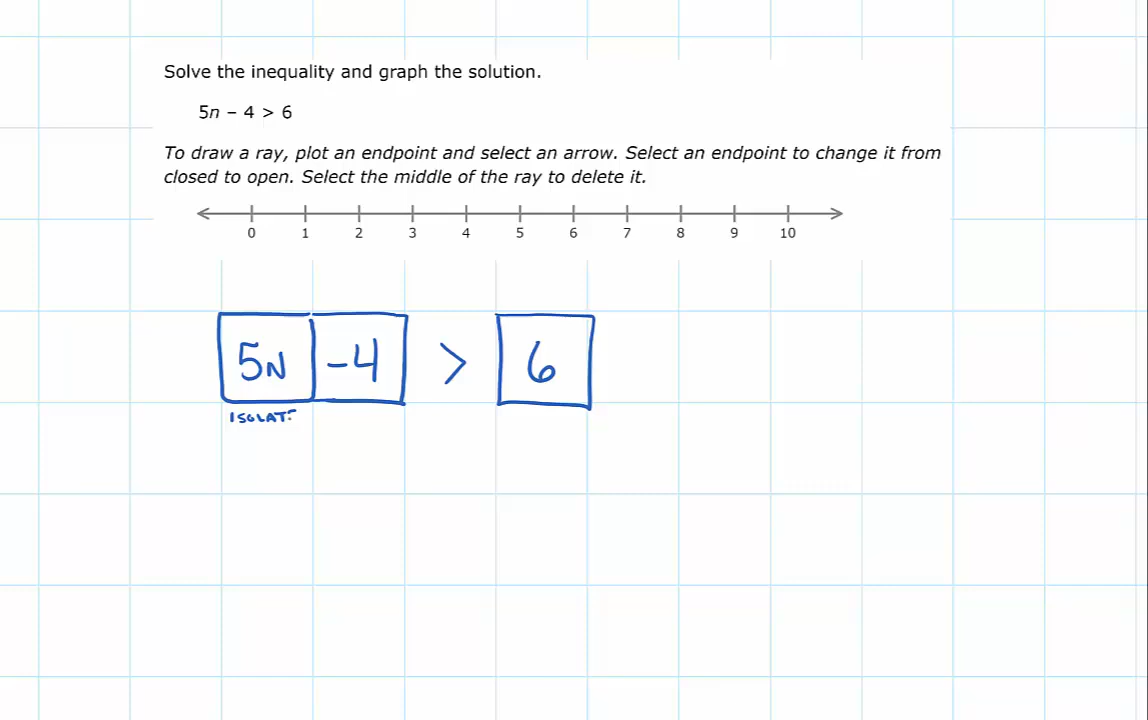 Solve the inequality and graph the solution.
5n – 4 > 6
To draw a ray, plot an endpoint and select an arrow. Select an endpoint to change it from
closed to open. Select the middle of the ray to delete it.
0 1 2 3 4 5 6 7 8 9 10
5N -4 > 6